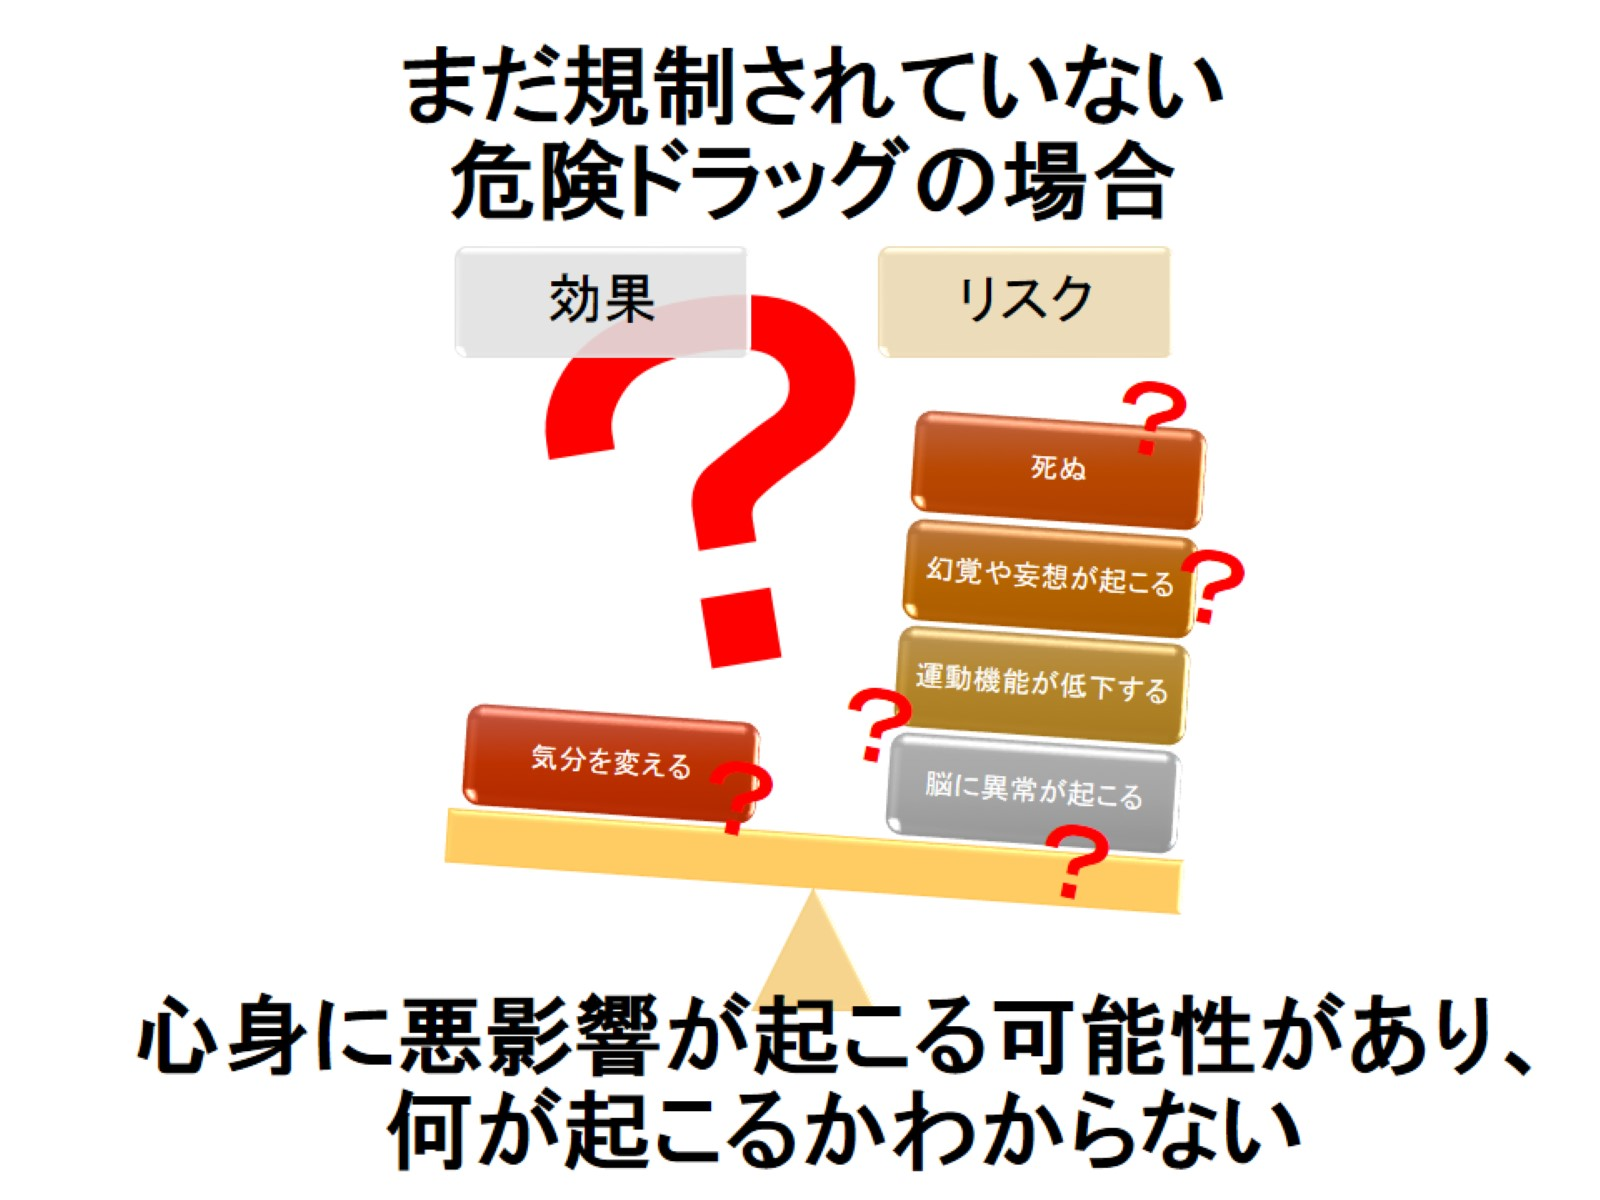 まだ規制されていない
危険ドラッグの場合
効果
リスク
?
気分を変える
?
死ぬ
?
幻覚や妄想が起こる
?
運動機能が低下する
?
脳に異常が起こる
?
心身に悪影響が起こる可能性があり、
何が起こるかわからない